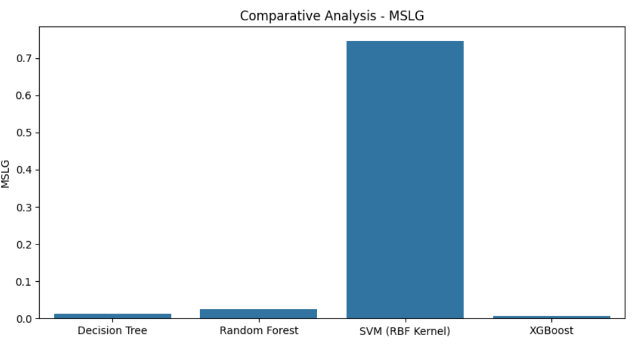 Comparative Analysis - MSLG
MSLG
0.7
0.6
0.5
0.4
0.3
0.2
0.1
0.0
Decision Tree
Random Forest
SVM (RBF Kernel)
XGBoost